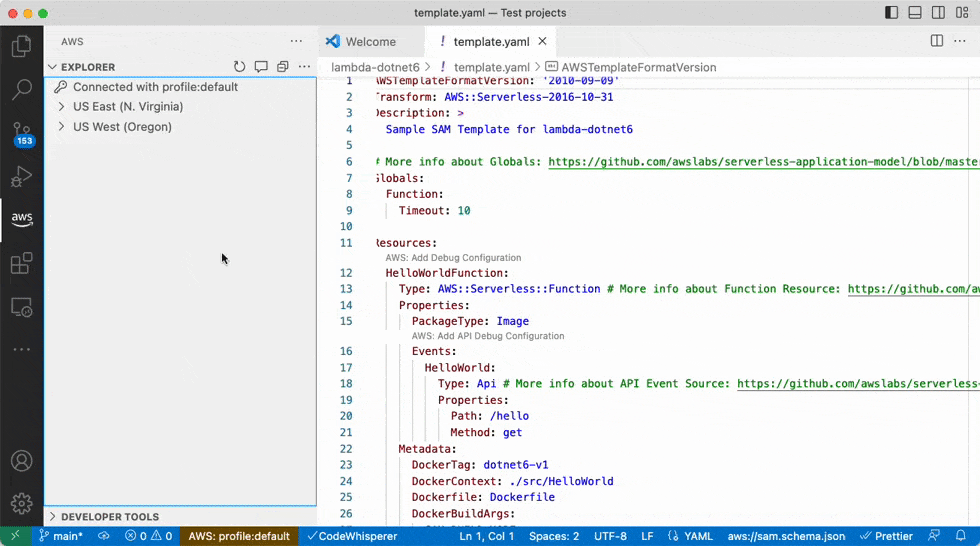 template.yaml — Test projects
AWS
Welcome
! template.yaml
EXPLORER
lambda-dotnet6 > ! template.yaml > AWSTemplateFormatVersion
Connected with profile:default
US East (N. Virginia)
US West (Oregon)
153
aws
1 AWSTemplateFormatVersion: '2010-09-09'
2 Transform: AWS::Serverless-2016-10-31
3 Description: >
4 Sample SAM Template for lambda-dotnet6
5
6 # More info about Globals: https://github.com/awslabs/serverless-application-model/blob/maste
7 Globals:
8 Function:
9 Timeout: 10
10
11 Resources:
AWS: Add Debug Configuration
12 HelloWorldFunction:
13 Type: AWS::Serverless::Function # More info about Function Resource: https://github.com/aw
14 Properties:
15 PackageType: Image
AWS: Add API Debug Configuration
16 Events:
17 HelloWorld:
18 Type: Api # More info about API Event Source: https://github.com/awslabs/serverless-
19 Properties:
20 Path: /hello
21 Method: get
22 Metadata:
23 DockerTag: dotnet6-v1
24 DockerContext: ./src/HelloWorld
25 Dockerfile: Dockerfile
26 DockerBuildArgs:
DEVELOPER TOOLS
main* 0 0 AWS: profile:default CodeWhisperer Ln 1, Col 1 Spaces: 2 UTF-8 LF {} YAML aws://sam.schema.json Prettier